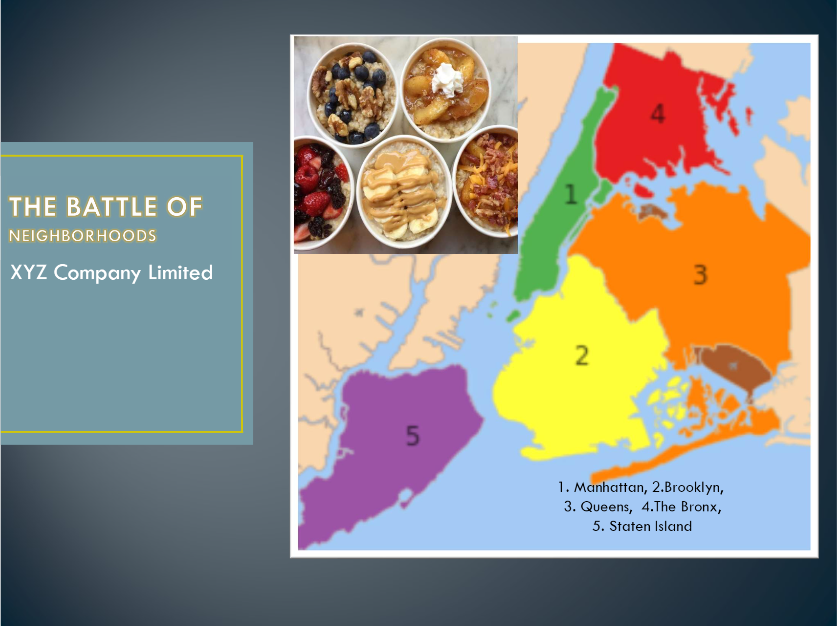 THE BATTLE OF
NEIGHBORHOODS
XYZ Company Limited
4
1
3
2
5
1. Manhattan, 2.Brooklyn,
3. Queens, 4.The Bronx,
5. Staten Island